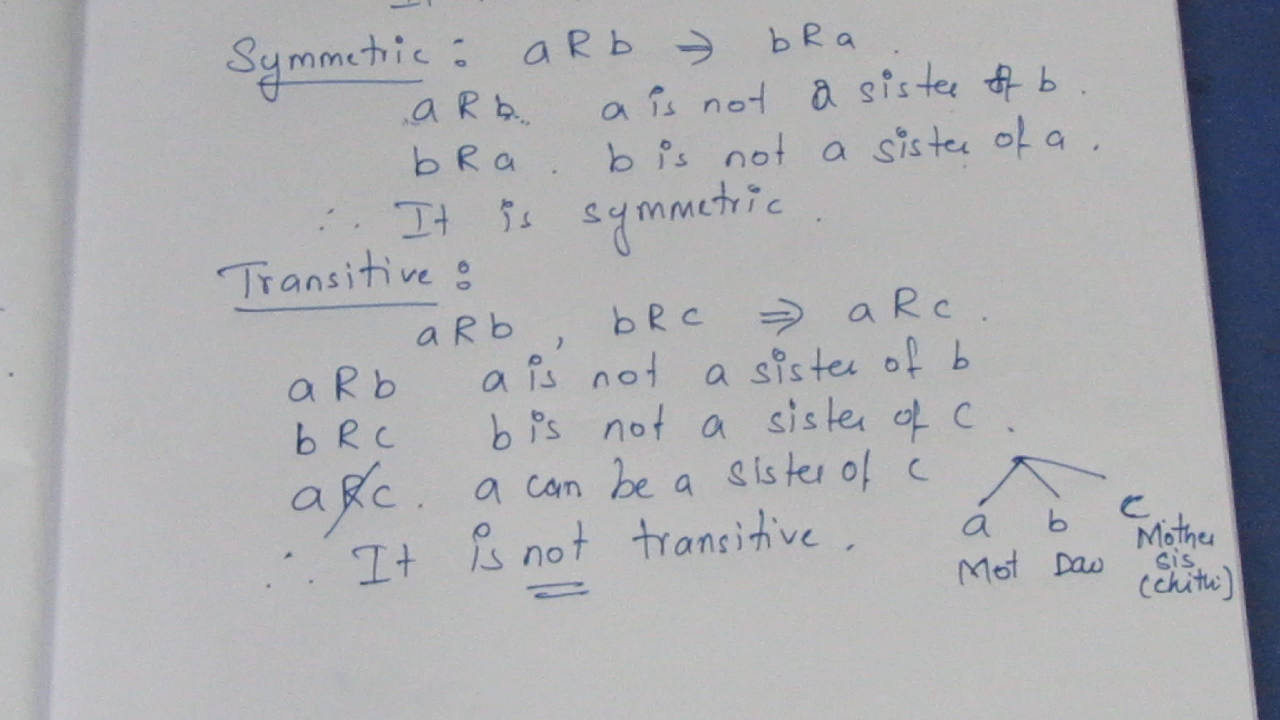 Symmetric : aRb ⇒ bRa .
aRb. a is not a sister of b .
bRa . b is not a sister of a .
∴ It is symmetric .
Transitive :
aRb , bRc ⇒ aRc .
aRb a is not a sister of b
bRc b is not a sister of c .
aR̸c . a can be a sister of c
∴ It is not transitive .
a b c
Mot Daw Mother
sis
(chithi)